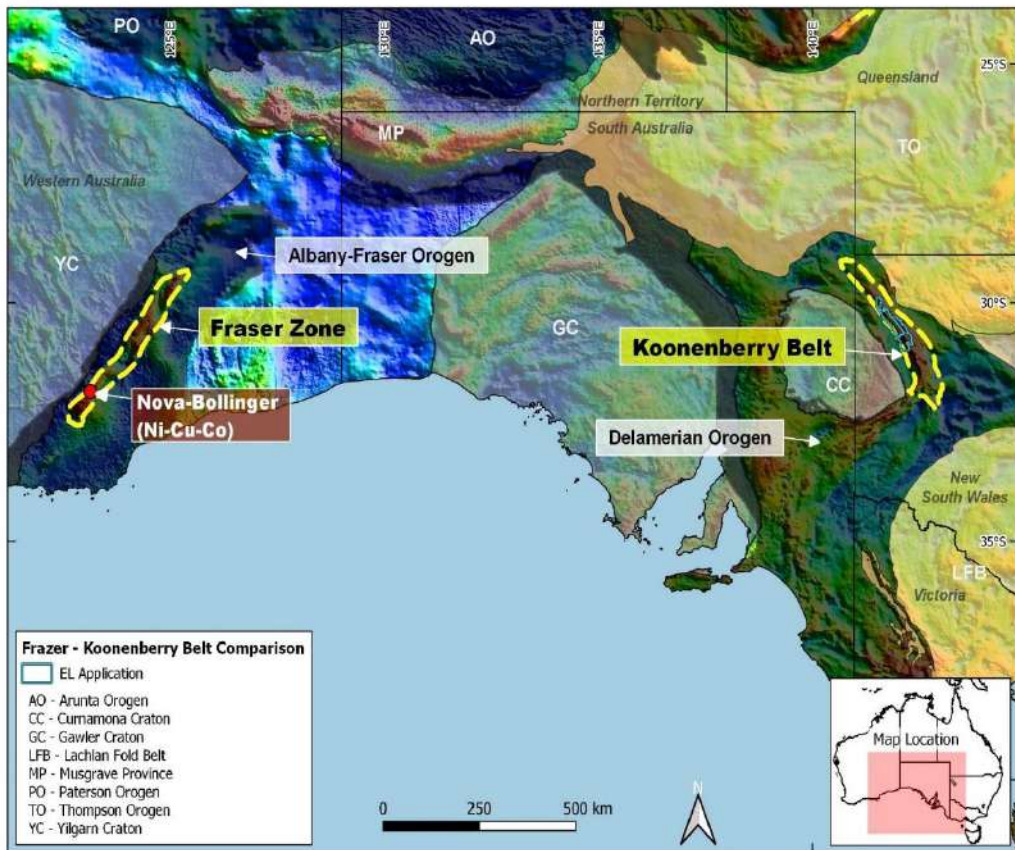 PO
125°E
130°E
AO
135°E
140°E
25°S
Queensland
Northern Territory
South Australia
MP
TO
Western Australia
Albany-Fraser Orogen
YC
30°S
Fraser Zone
GC
Koonenberry Belt
CC
Nova-Bollinger
(Ni-Cu-Co)
Delamerian Orogen
New
South Wales
35°S
LFB
Victoria
Frazer - Koonenberry Belt Comparison
EL Application
AO - Arunta Orogen
CC - Curnamona Craton
GC - Gawler Craton
LFB - Lachlan Fold Belt
MP - Musgrave Province
PO - Paterson Orogen
TO - Thompson Orogen
YC - Yilgarn Craton
0 250 500 km
N
Map Location